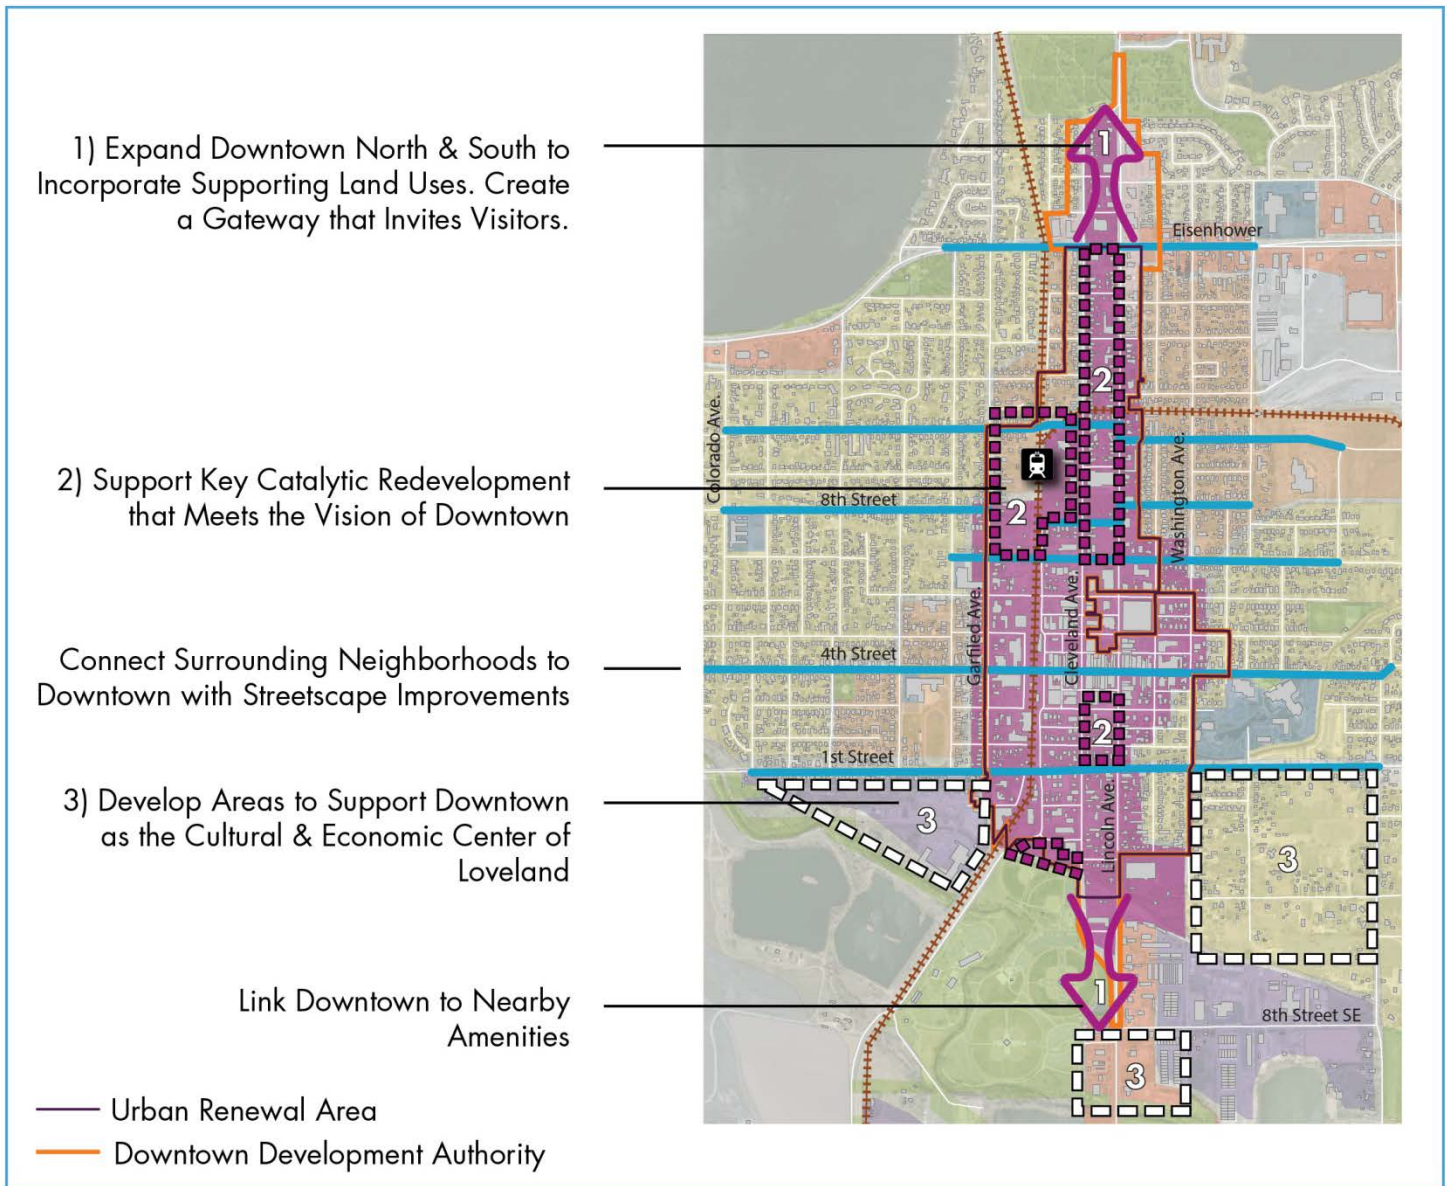 1) Expand Downtown North & South to
Incorporate Supporting Land Uses. Create
a Gateway that Invites Visitors.
2) Support Key Catalytic Redevelopment
that Meets the Vision of Downtown
Connect Surrounding Neighborhoods to
Downtown with Streetscape Improvements
3) Develop Areas to Support Downtown
as the Cultural & Economic Center of
Loveland
Link Downtown to Nearby
Amenities
Urban Renewal Area
Downtown Development Authority
1
Eisenhower
2
Colorado Ave.
Washington Ave.
8th Street
2
Garfiled Ave.
Cleveland Ave.
4th Street
2
1st Street
3
Lincoln Ave.
3
1
8th Street SE
3